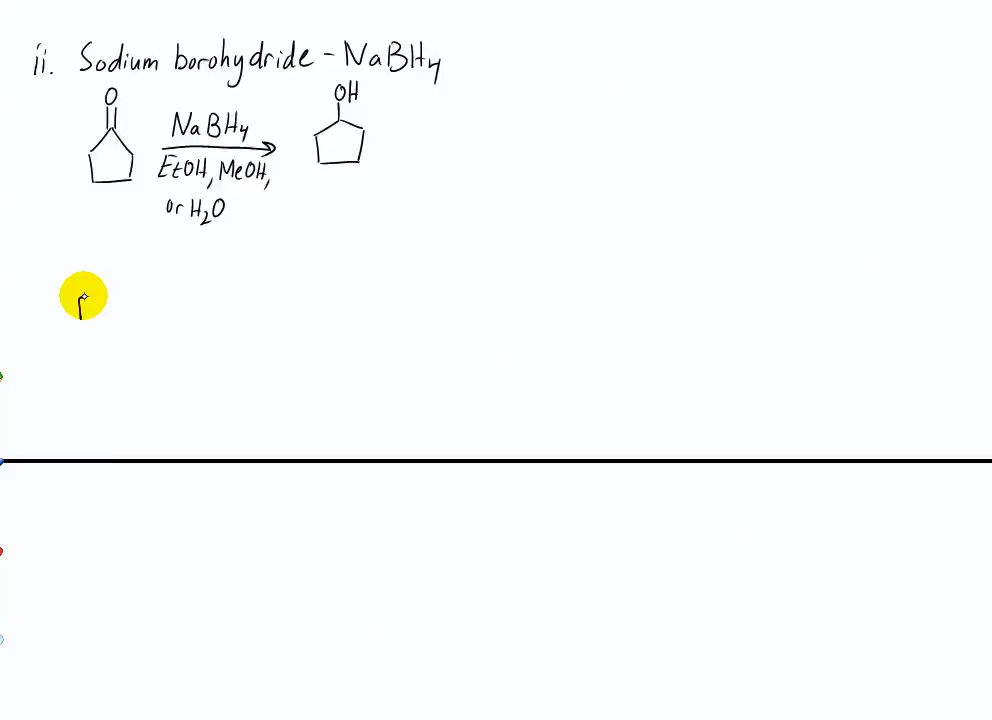 ii. Sodium borohydride - NaBH4
O
OH
NaBH4
EtOH, MeOH,
or H2O